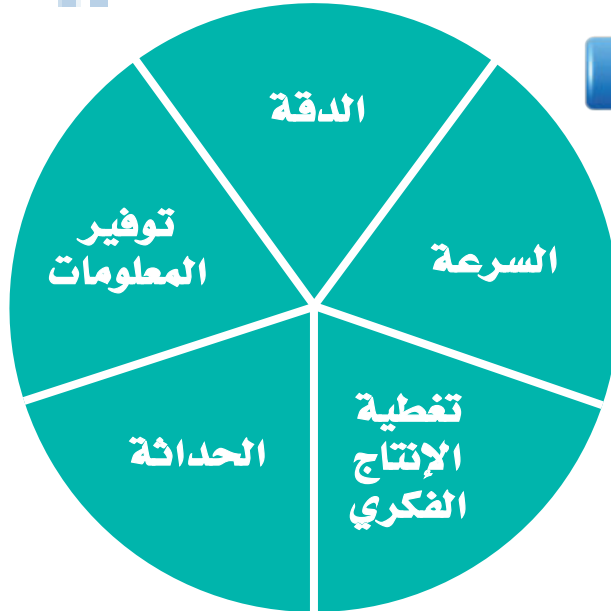 الدقة
السرعة
تغطية
الإنتاج
الفكري
الحداثة
توفير
المعلومات